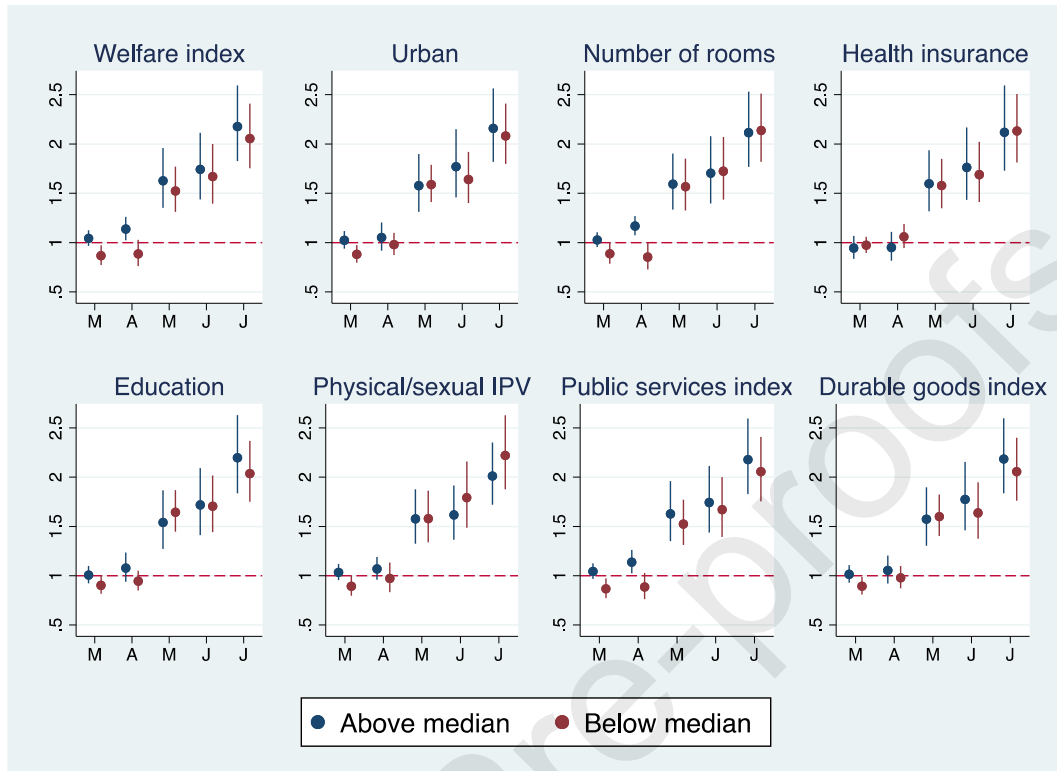 Welfare index
Urban
Number of rooms
Health insurance
2.5
2
1.5
1
.5
M A M J J
2.5
2
1.5
1
.5
M A M J J
2.5
2
1.5
1
.5
M A M J J
2.5
2
1.5
1
.5
M A M J J
Education
Physical/sexual IPV
Public services index
Durable goods index
2.5
2
1.5
1
.5
M A M J J
2.5
2
1.5
1
.5
M A M J J
2.5
2
1.5
1
.5
M A M J J
2.5
2
1.5
1
.5
M A M J J
Above median Below median
re-proofs